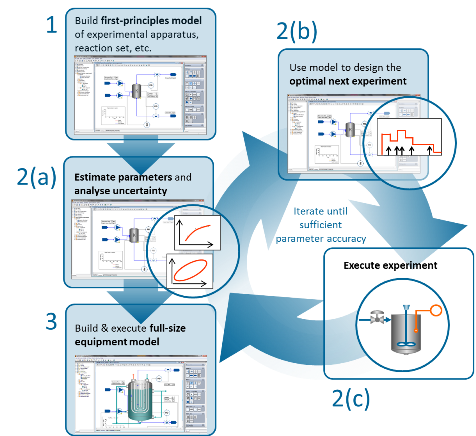 1
Build first-principles model
of experimental apparatus,
reaction set, etc.
2(a)
Estimate parameters and
analyse uncertainty
3
Build & execute full-size
equipment model
2(b)
Use model to design the
optimal next experiment
Iterate until
sufficient
parameter accuracy
Execute experiment
2(c)